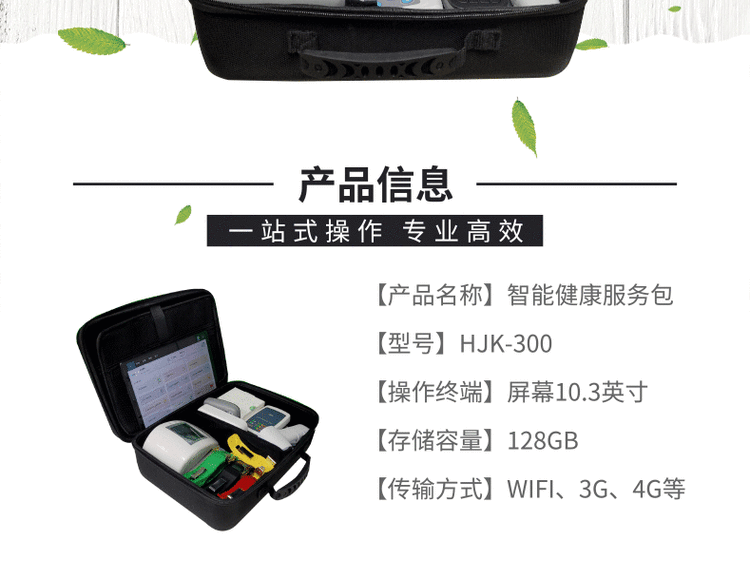 产品信息
一站式操作 专业高效
【产品名称】智能健康服务包
【型号】HJK-300
【操作终端】屏幕10.3英寸
【存储容量】128GB
【传输方式】WIFI、3G、4G等